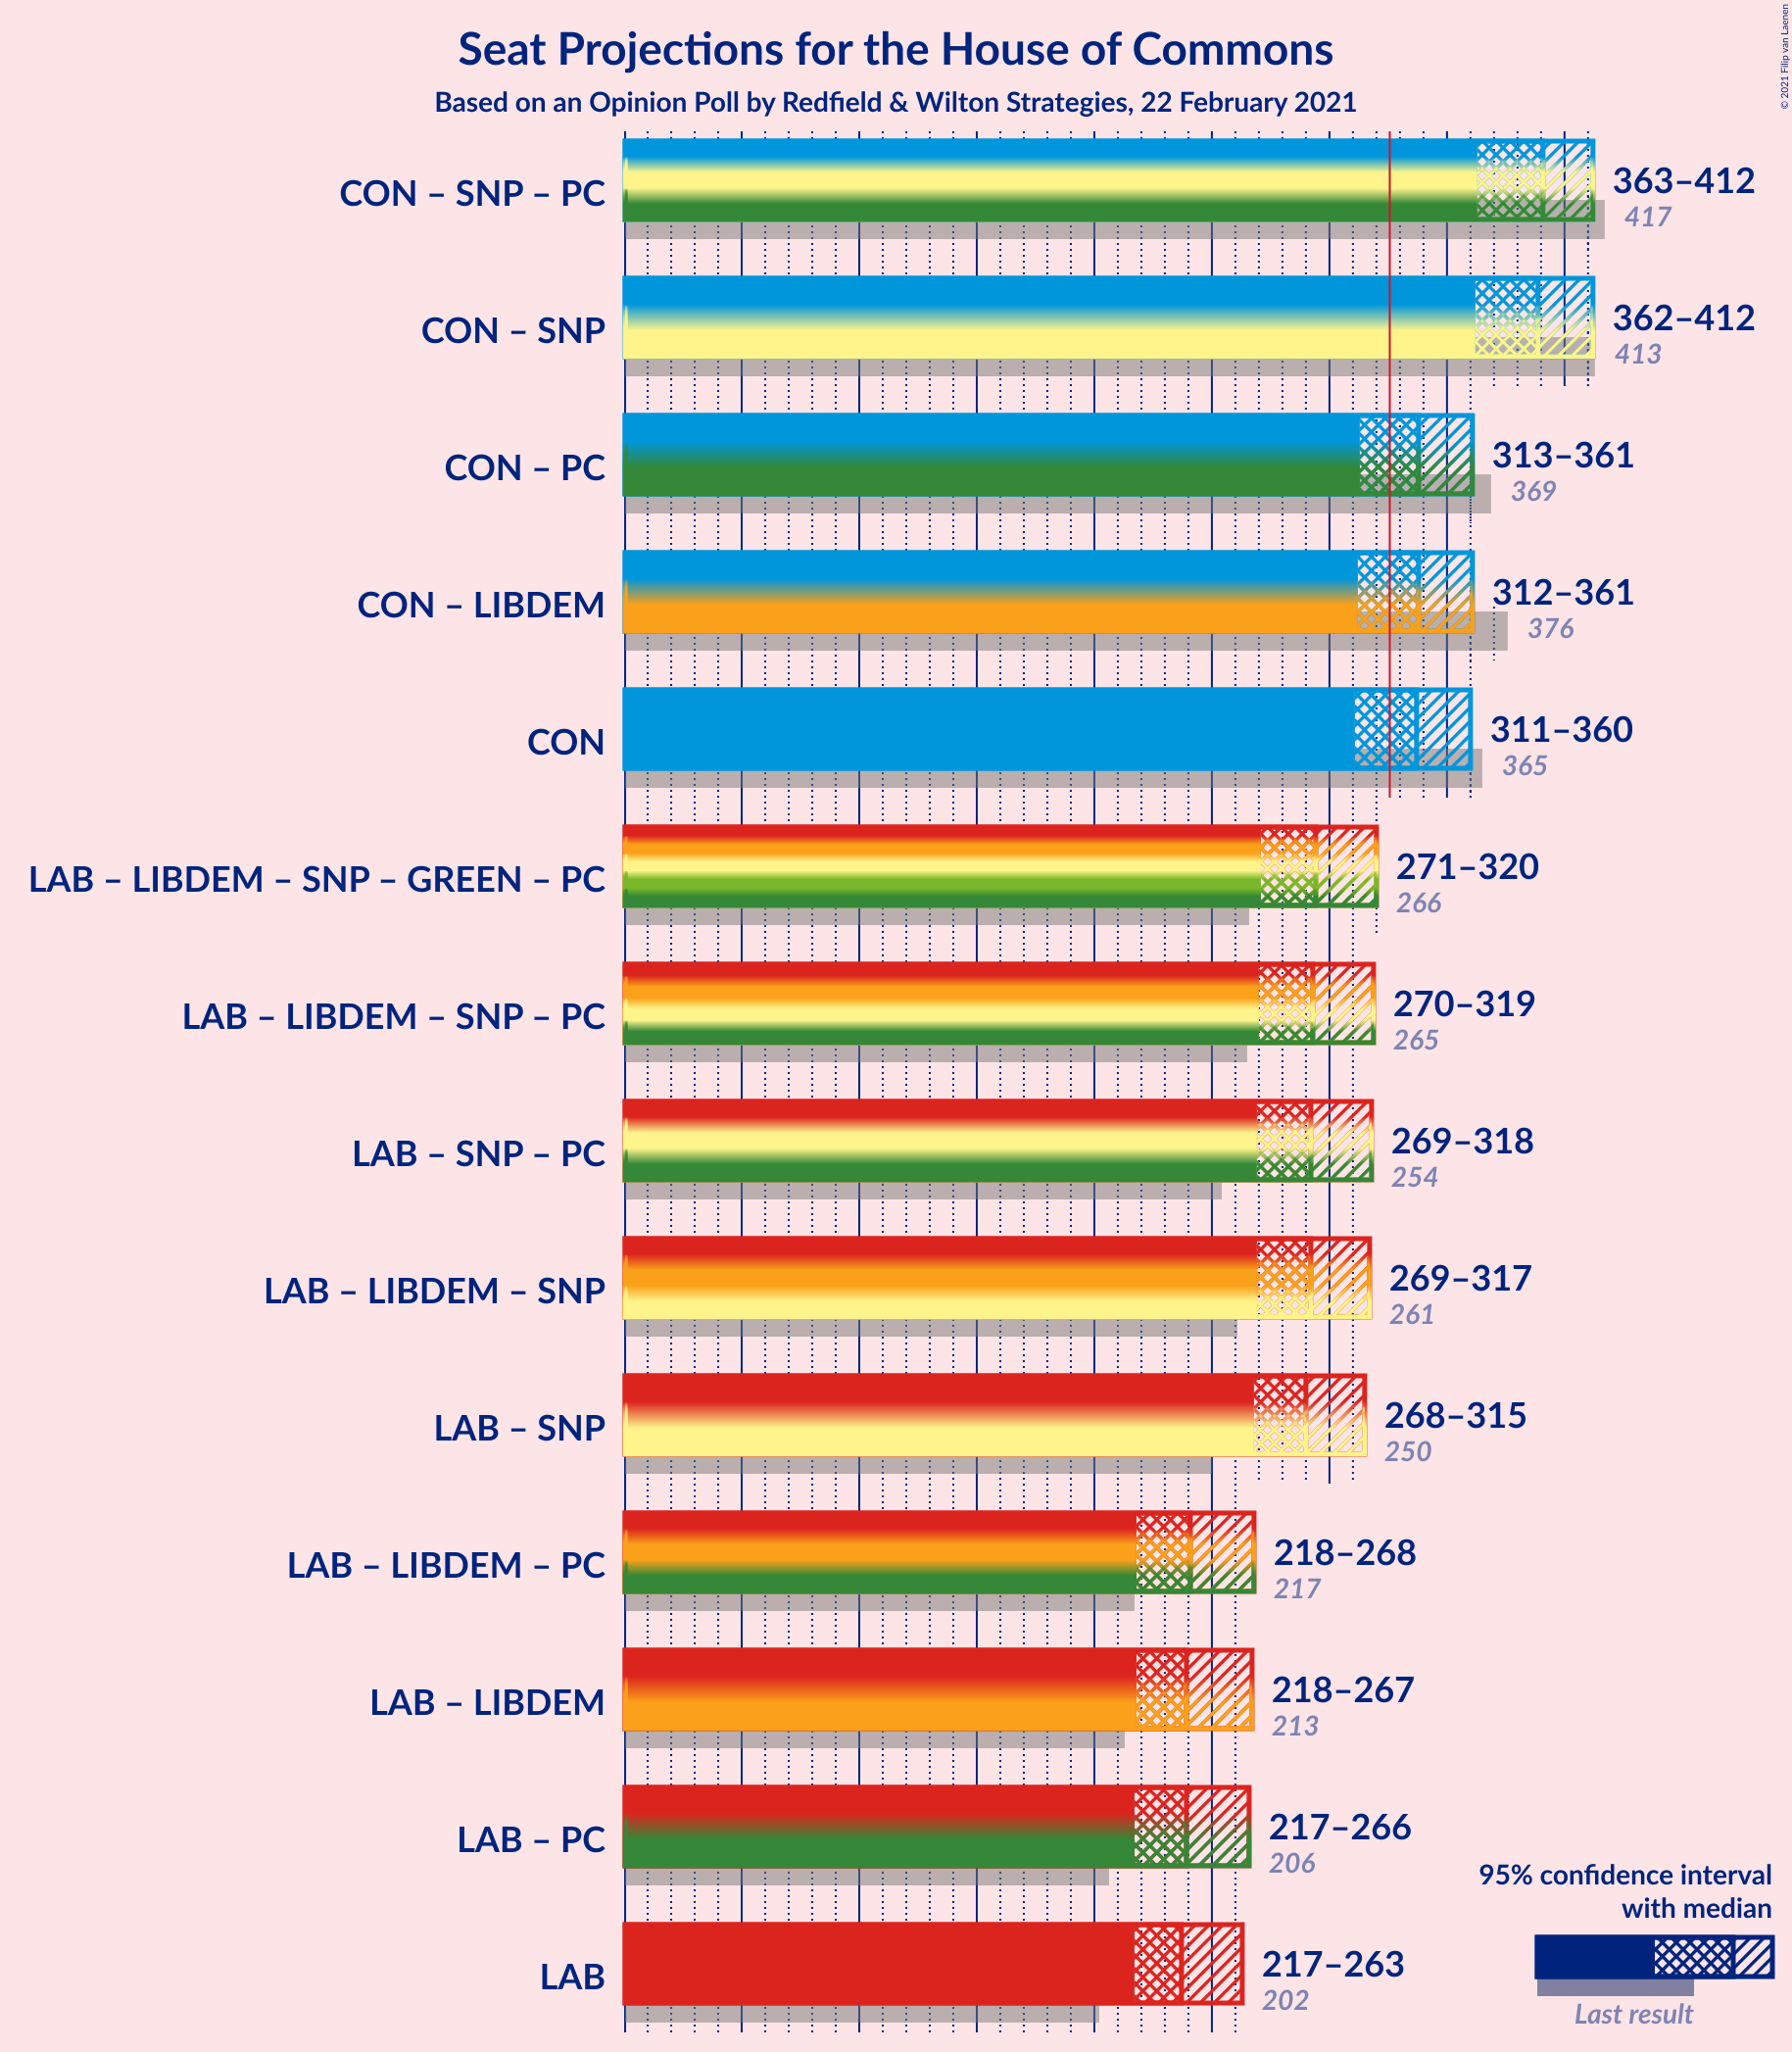 Seat Projections for the House of Commons
Based on an Opinion Poll by Redfield & Wilton Strategies, 22 February 2021
© 2021 Filip van Laenen
CON – SNP – PC
363–412
417
CON – SNP
362–412
413
CON – PC
313–361
369
CON – LIBDEM
312–361
376
CON
311–360
365
LAB – LIBDEM – SNP – GREEN – PC
271–320
266
LAB – LIBDEM – SNP – PC
270–319
265
LAB – SNP – PC
269–318
254
LAB – LIBDEM – SNP
269–317
261
LAB – SNP
268–315
250
LAB – LIBDEM – PC
218–268
217
LAB – LIBDEM
218–267
213
LAB – PC
217–266
206
LAB
217–263
202
95% confidence interval
with median
Last result